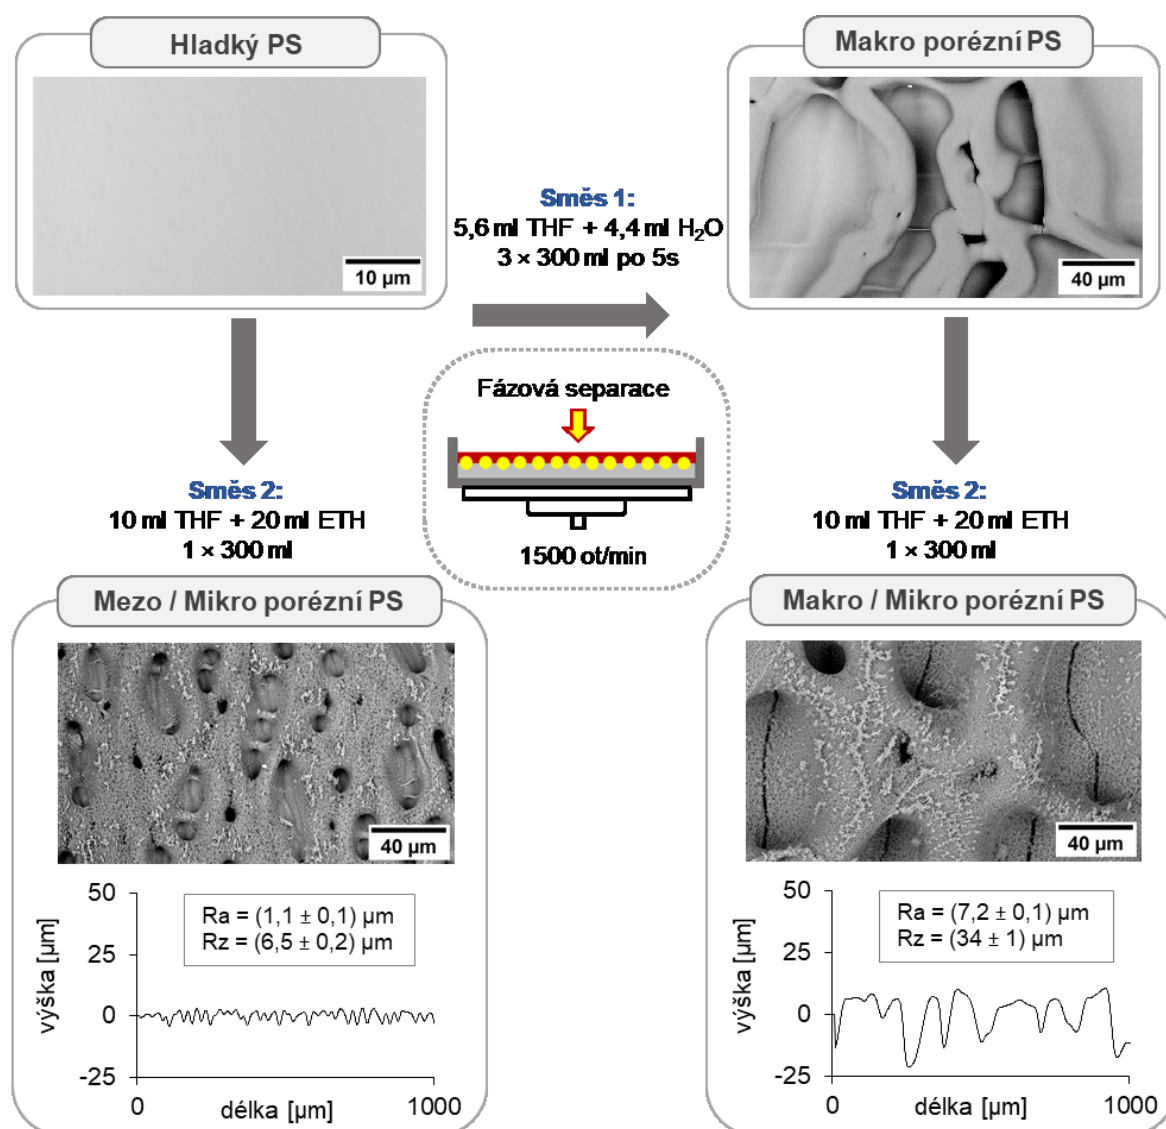 Hladký PS
10 µm
Makro porézní PS
40 µm
Směs 1:
5,6 ml THF + 4,4 ml H₂O
3 × 300 ml po 5s
Fázová separace
1500 ot/min
Směs 2:
10 ml THF + 20 ml ETH
1 × 300 ml
Směs 2:
10 ml THF + 20 ml ETH
1 × 300 ml
Mezo / Mikro porézní PS
40 µm
50
25
0
-25
výška [µm]
Ra = (1,1 ± 0,1) µm
Rz = (6,5 ± 0,2) µm
0
délka [µm]
1000
Makro / Mikro porézní PS
40 µm
50
25
0
-25
výška [µm]
Ra = (7,2 ± 0,1) µm
Rz = (34 ± 1) µm
0
délka [µm]
1000